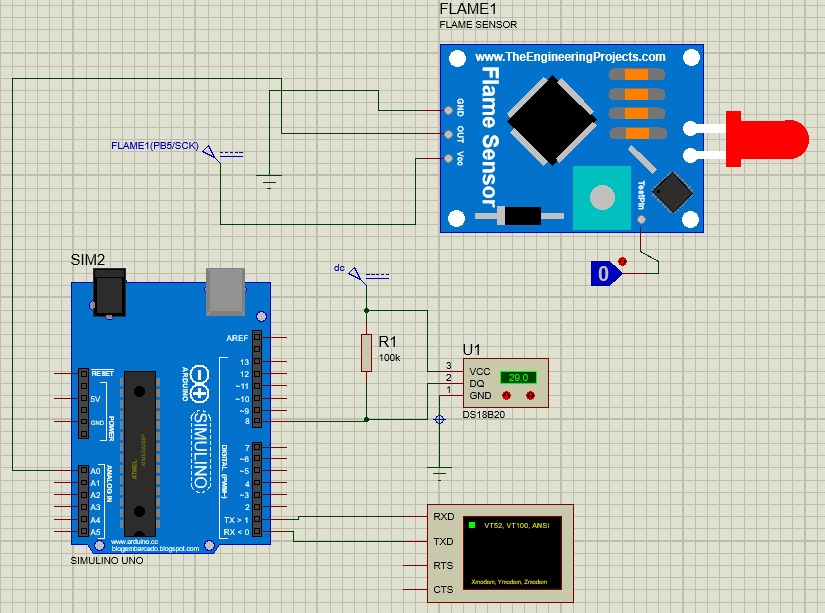 FLAME1
FLAME SENSOR
www.TheEngineeringProjects.com
Flame Sensor
GND
OUT
Vcc
TestPin
FLAME1(PB5/SCK)
0
SIM2
dc
R1
100k
U1
3
2
1
VCC
DQ
GND
29.0
DS18B20
AREF
13
12
~11
~10
~9
8
7
~6
~5
4
~3
2
TX > 1
RX < 0
RESET
5V
GND
POWER
A0
A1
A2
A3
A4
A5
ANALOG IN
ARDUINO
SIMULINO
DIGITAL (PWM~)
ATMEL
www.arduino.cc
blogembarcado.blogspot.com
SIMULINO UNO
RXD
TXD
RTS
CTS
VT52, VT100, ANSI
Xmodem, Ymodem, Zmodem